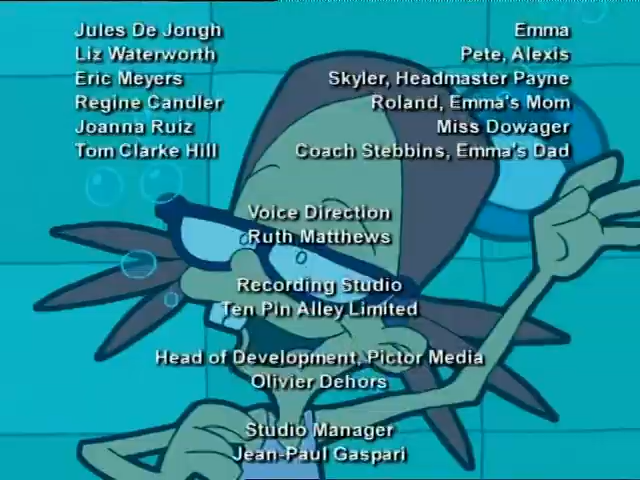 Jules De Jongh Emma
Liz Waterworth Pete, Alexis
Eric Meyers Skyler, Headmaster Payne
Regine Candler Roland, Emma's Mom
Joanna Ruiz Miss Dowager
Tom Clarke Hill Coach Stebbins, Emma's Dad
Voice Direction
Ruth Matthews
Recording Studio
Ten Pin Alley Limited
Head of Development, Pictor Media
Olivier Dehors
Studio Manager
Jean-Paul Gaspari